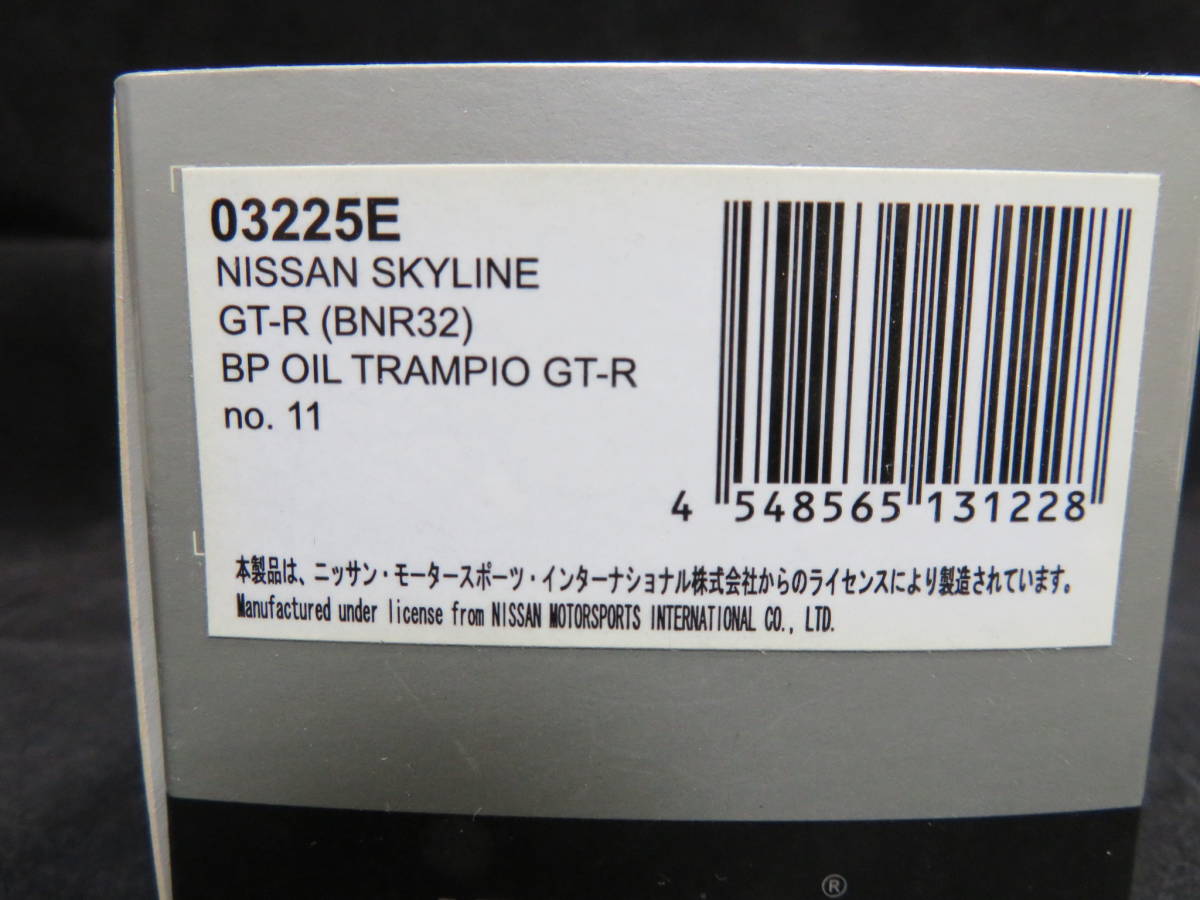 03225E
NISSAN SKYLINE
GT-R (BNR32)
BP OIL TRAMPIO GT-R
no. 11
4 548565 131228
本製品は、ニッサン・モータースポーツ・インターナショナル株式会社からのライセンスにより製造されています。
Manufactured under license from NISSAN MOTORSPORTS INTERNATIONAL CO., LTD.
®